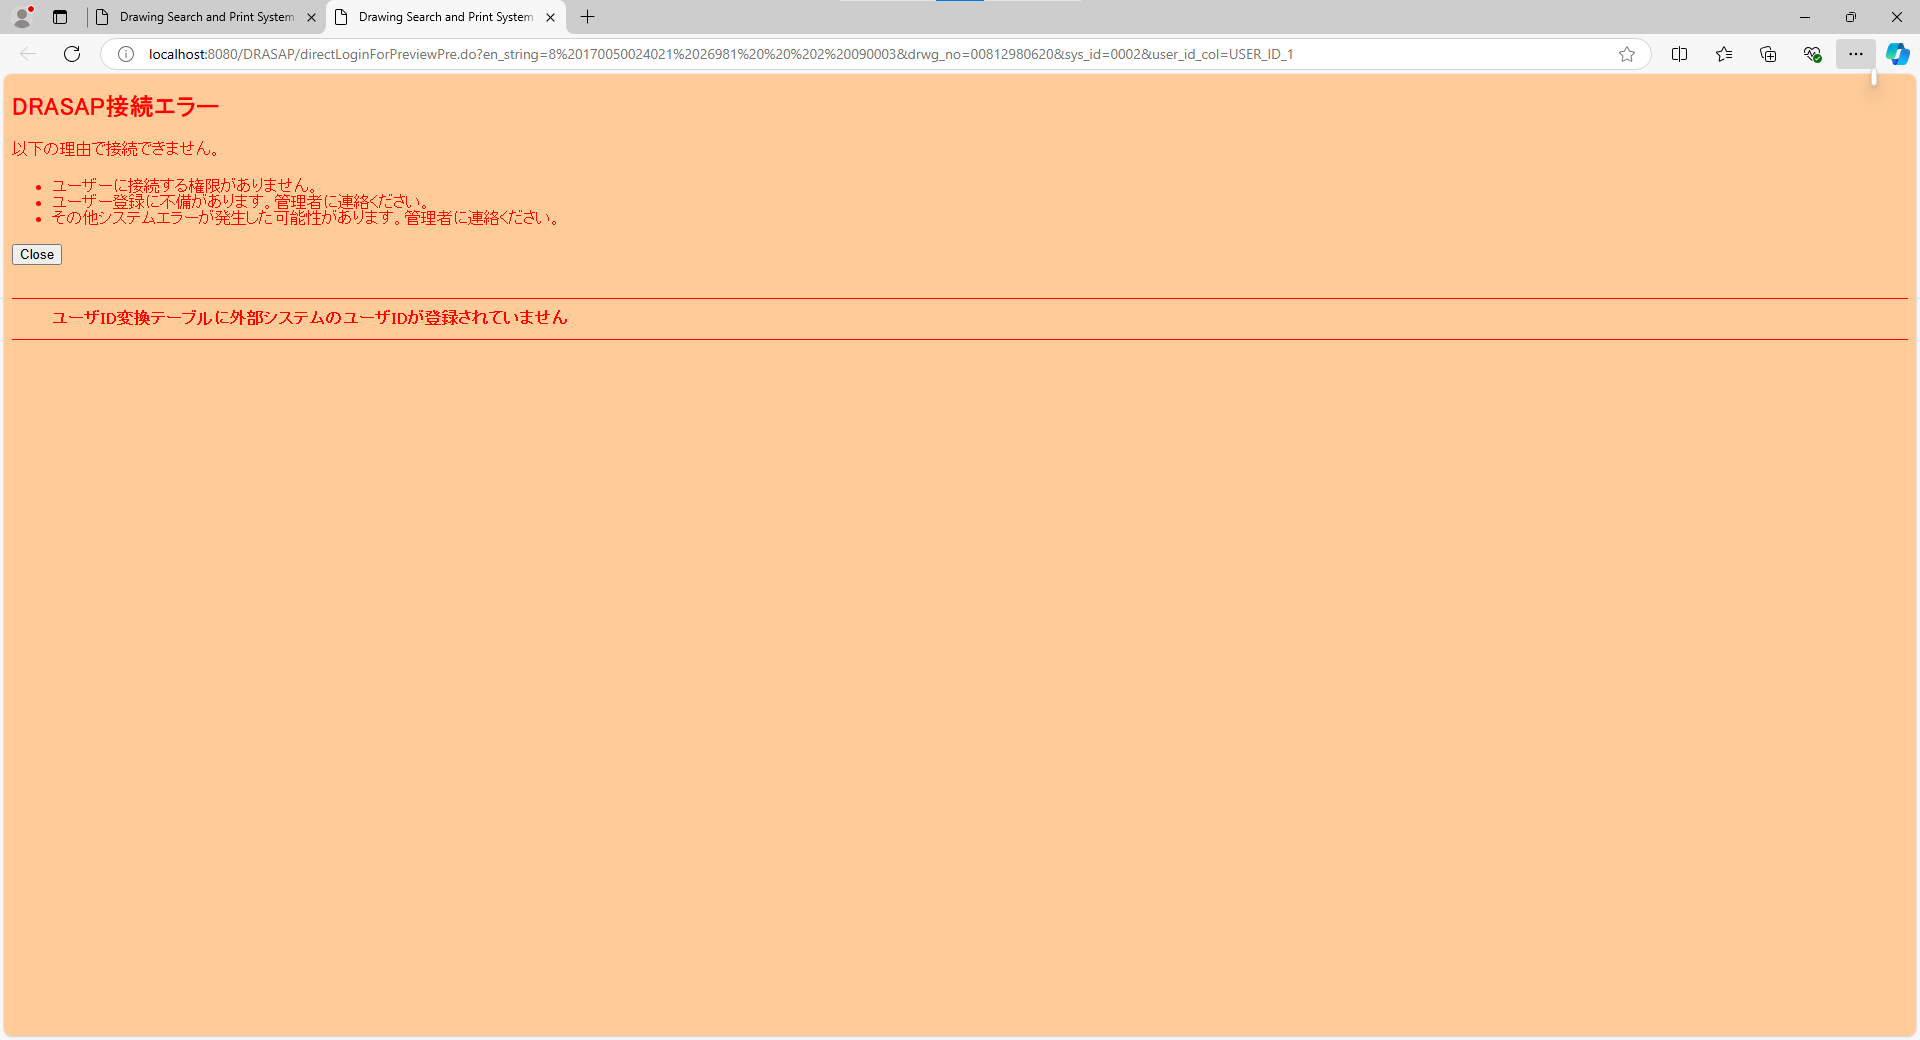 Drawing Search and Print System
Drawing Search and Print System
localhost:8080/DRASAP/directLoginForPreviewPre.do?en_string=8%20170050024021%2026981%20%20%202%20090003&drwg_no=00812980620&sys_id=0002&user_id_col=USER_ID_1
DRASAP接続エラー
以下の理由で接続できません。
ユーザーに接続する権限がありません。
ユーザー登録に不備があります。管理者に連絡ください。
その他システムエラーが発生した可能性があります。管理者に連絡ください。
Close
ユーザID変換テーブルに外部システムのユーザIDが登録されていません